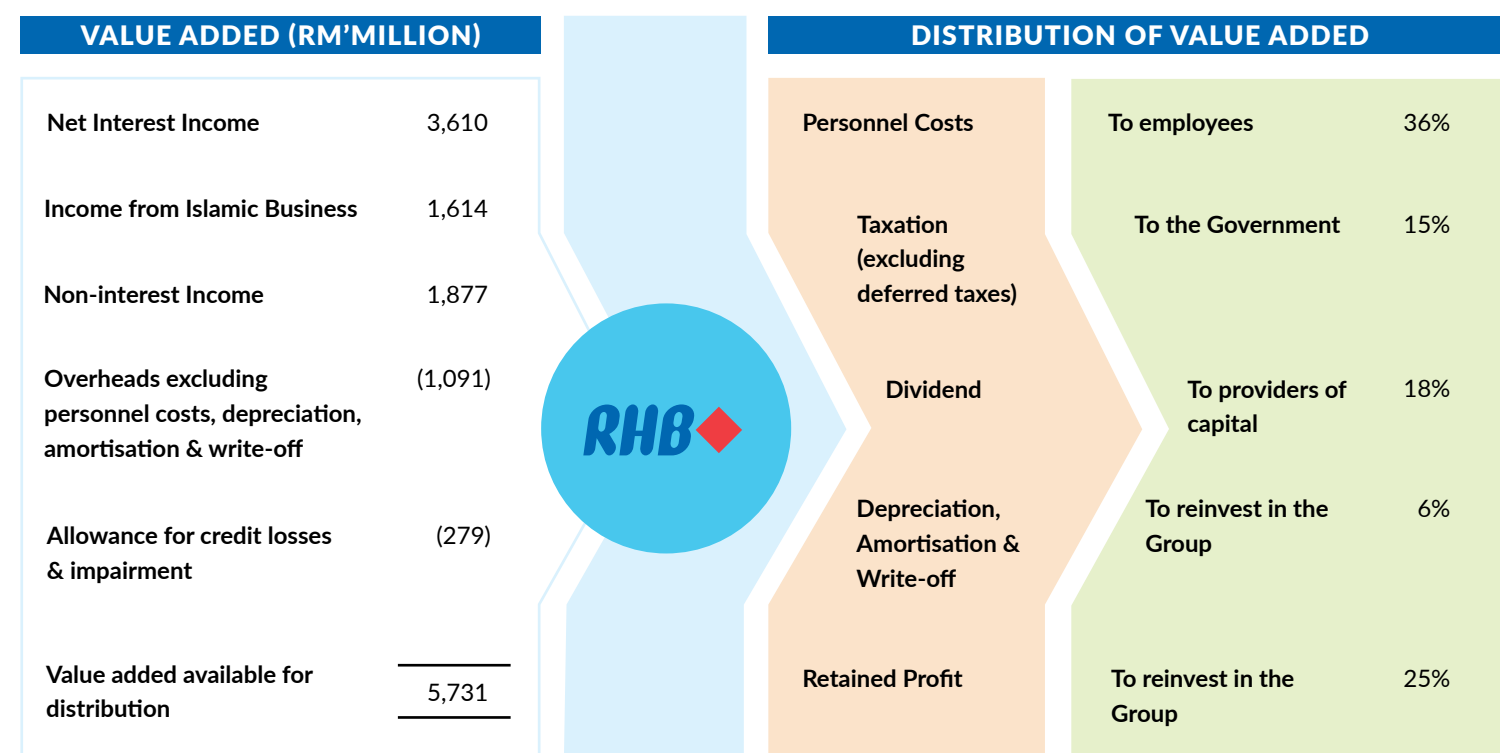 VALUE ADDED (RM'MILLION)
Net Interest Income 3,610
Income from Islamic Business 1,614
Non-interest Income 1,877
Overheads excluding (1,091)
personnel costs, depreciation,
amortisation & write-off
Allowance for credit losses (279)
& impairment
Value added available for
distribution 5,731
RHB
DISTRIBUTION OF VALUE ADDED
Personnel Costs To employees 36%
Taxation To the Government 15%
(excluding
deferred taxes)
Dividend To providers of 18%
capital
Depreciation, To reinvest in the 6%
Amortisation & Group
Write-off
Retained Profit To reinvest in the 25%
Group